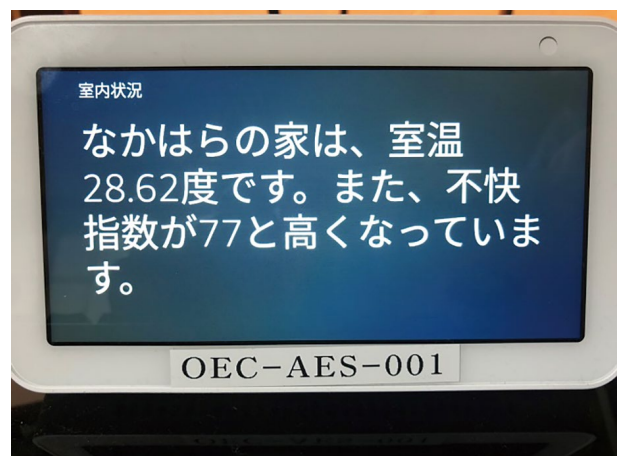 室内状況
なかはらの家は、室温
28.62度です。また、不快
指数が77と高くなっていま
す。
OEC-AES-001